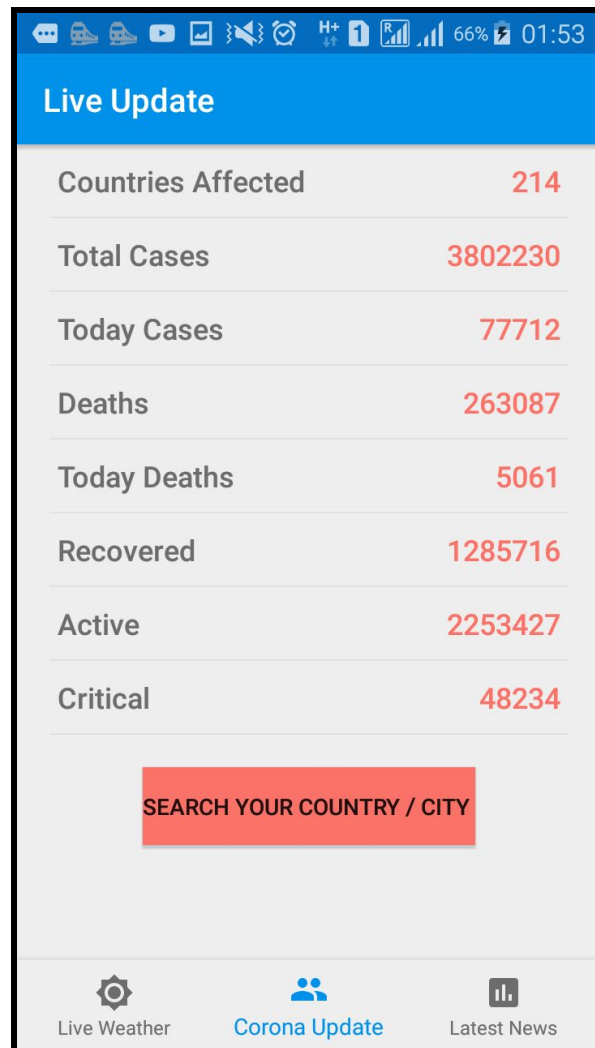 H+ 1 R 66% 01:53
Live Update
Countries Affected 214
Total Cases 3802230
Today Cases 77712
Deaths 263087
Today Deaths 5061
Recovered 1285716
Active 2253427
Critical 48234
SEARCH YOUR COUNTRY / CITY
Live Weather Corona Update Latest News